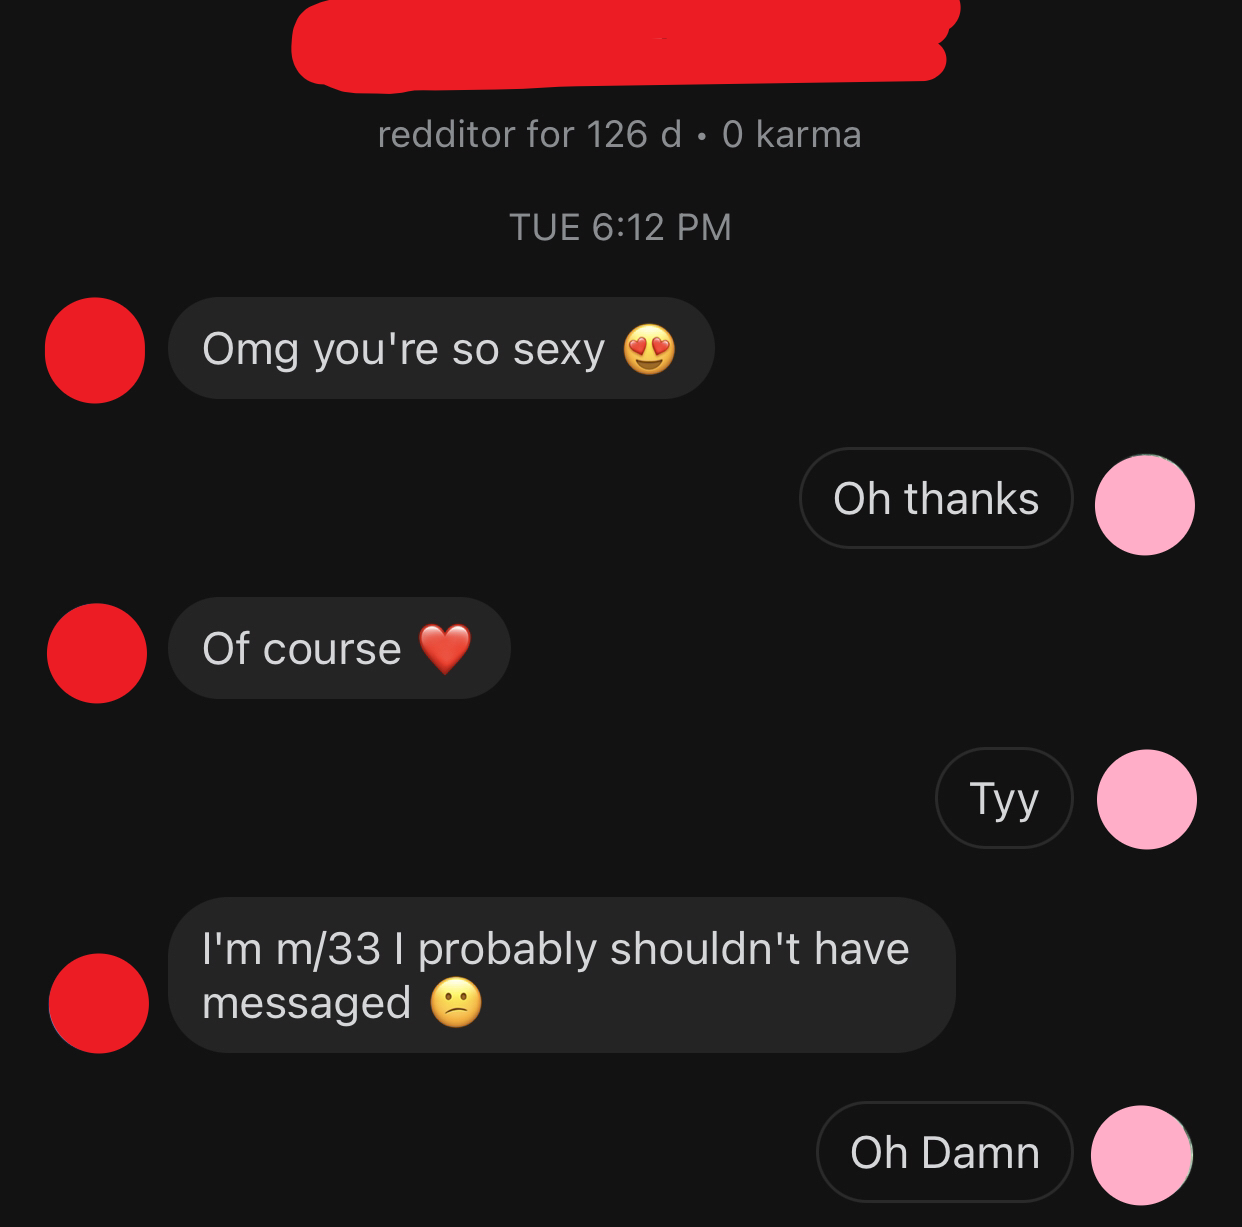 redditor for 126 d • 0 karma
TUE 6:12 PM
Omg you're so sexy 😍
Oh thanks
Of course ❤️
Tyy
I'm m/33 I probably shouldn't have
messaged 😕
Oh Damn